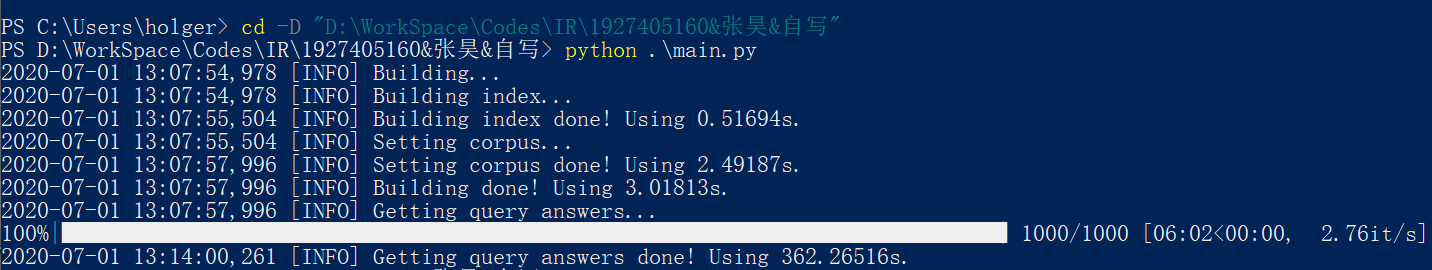 PS C:\Users\holger> cd -D "D:\WorkSpace\Codes\IR\1927405160&张昊&自写"
PS D:\WorkSpace\Codes\IR\1927405160&张昊&自写> python .\main.py
2020-07-01 13:07:54,978 [INFO] Building...
2020-07-01 13:07:54,978 [INFO] Building index...
2020-07-01 13:07:55,504 [INFO] Building index done! Using 0.51694s.
2020-07-01 13:07:55,504 [INFO] Setting corpus...
2020-07-01 13:07:57,996 [INFO] Setting corpus done! Using 2.49187s.
2020-07-01 13:07:57,996 [INFO] Building done! Using 3.01813s.
2020-07-01 13:07:57,996 [INFO] Getting query answers...
100%| 1000/1000 [06:02<00:00, 2.76it/s]
2020-07-01 13:14:00,261 [INFO] Getting query answers done! Using 362.26516s.